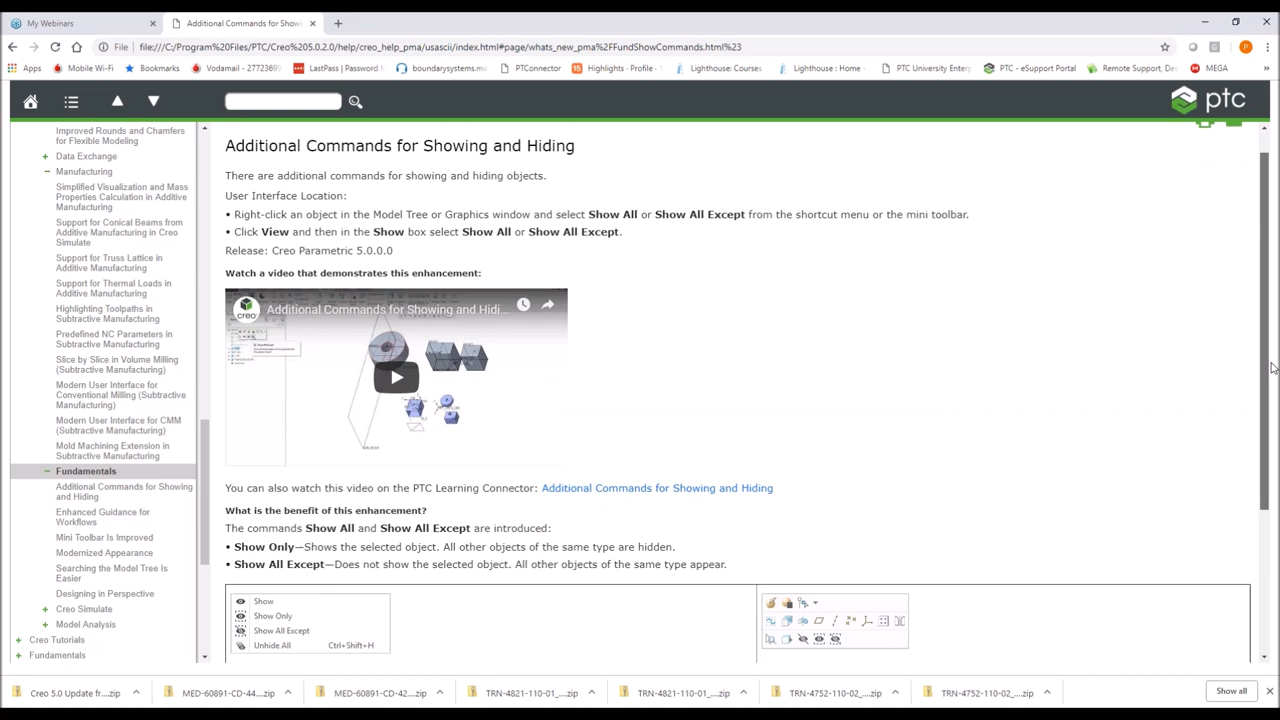 My Webinars
Additional Commands for Show
File
file:///C:/Program%20Files/PTC/Creo%205.0.2.0/help/creo_help_pma/usascii/index.html#page/whats_new_pma%2FFundShowCommands.html%23
Apps
Mobile Wi-Fi
Bookmarks
Vodamail - 27723699
LastPass | Password
boundarysystems.m
PTConnector
Highlights - Profile -
Lighthouse: Courses
Lighthouse : Home -
PTC University Enter
PTC - eSupport Portal
Remote Support, De
MEGA
ptc
Improved Rounds and Chamfers
for Flexible Modeling
Data Exchange
Manufacturing
Simplified Visualization and Mass
Properties Calculation in Additive
Manufacturing
Support for Conical Beams from
Additive Manufacturing in Creo
Simulate
Support for Truss Lattice in
Additive Manufacturing
Support for Thermal Loads in
Additive Manufacturing
Highlighting Toolpaths in
Subtractive Manufacturing
Predefined NC Parameters in
Subtractive Manufacturing
Slice by Slice in Volume Milling
(Subtractive Manufacturing)
Modern User Interface for
Conventional Milling (Subtractive
Manufacturing)
Modern User Interface for CMM
(Subtractive Manufacturing)
Mold Machining Extension in
Subtractive Manufacturing
Fundamentals
Additional Commands for Showing
and Hiding
Enhanced Guidance for
Workflows
Mini Toolbar Is Improved
Modernized Appearance
Searching the Model Tree Is
Easier
Designing in Perspective
Creo Simulate
Model Analysis
Creo Tutorials
Fundamentals
Additional Commands for Showing and Hiding
There are additional commands for showing and hiding objects.
User Interface Location:
• Right-click an object in the Model Tree or Graphics window and select Show All or Show All Except from the shortcut menu or the mini toolbar.
• Click View and then in the Show box select Show All or Show All Except.
Release: Creo Parametric 5.0.0.0
Watch a video that demonstrates this enhancement:
creo
Additional Commands for Showing and Hidi...
You can also watch this video on the PTC Learning Connector: Additional Commands for Showing and Hiding
What is the benefit of this enhancement?
The commands Show All and Show All Except are introduced:
• Show Only—Shows the selected object. All other objects of the same type are hidden.
• Show All Except—Does not show the selected object. All other objects of the same type appear.
Show
Show Only
Show All Except
Unhide All Ctrl+Shift+H
Creo 5.0 Update fr....zip
MED-60891-CD-44....zip
MED-60891-CD-42....zip
TRN-4821-110-01_....zip
TRN-4821-110-01_....zip
TRN-4752-110-02_....zip
TRN-4752-110-02_....zip
Show all